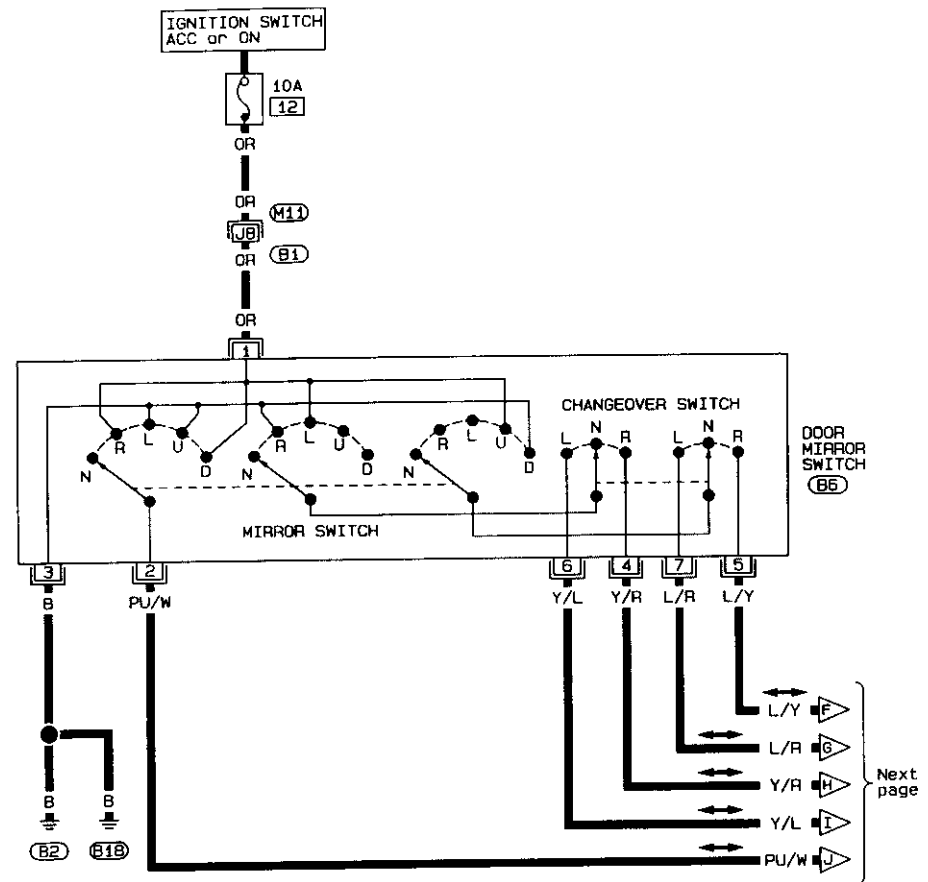 IGNITION SWITCH
ACC or ON
10A
12
OR
OR
M11
J8
B1
OR
OR
1
CHANGEOVER SWITCH
R L U D N
R L U D N
R L U D N
L N R
L N R
DOOR
MIRROR
SWITCH
B6
MIRROR SWITCH
3 2 6 4 7 5
B PU/W Y/L Y/R L/R L/Y
L/Y F
L/R G
Y/R H
Y/L I
PU/W J
Next
page
B B
B2 B18